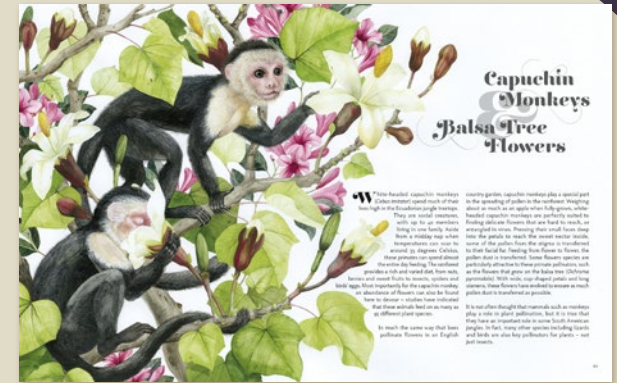 Capuchin
& Monkeys
Balsa Tree
Flowers
White-headed capuchin monkeys
(Cebus imitator) spend much of their
lives high in the Ecuadorian jungle treetops.
They are social creatures,
with up to 40 members
living in one family. Aside
from a midday nap when
temperatures can soar to
around 35 degrees Celsius,
these primates can spend almost
the entire day feeding. The rainforest
provides a rich and varied diet, from nuts,
berries and sweet fruits to insects, spiders and
birds' eggs. Most importantly for the capuchin monkey,
an abundance of flowers can also be found
here to devour – studies have indicated
that these animals feed on as many as
95 different plant species.
In much the same way that bees
pollinate flowers in an English
country garden, capuchin monkeys play a special part
in the spreading of pollen in the rainforest. Weighing
about as much as an apple when fully-grown, white-
headed capuchin monkeys are perfectly suited to
finding delicate flowers that are hard to reach, or
entangled in vines. Pressing their small faces deep
into the petals to reach the sweet nectar inside,
some of the pollen from the stigma is transferred
to their facial fur. Feeding from flower to flower, the
pollen dust is transferred. Some flowers species are
particularly attractive to these primate pollinators, such
as the flowers that grow on the balsa tree (Ochroma
pyramidale). With wide, cup-shaped petals and long
stamens, these flowers have evolved to ensure as much
pollen dust is transferred as possible.
It is not often thought that mammals such as monkeys
play a role in plant pollination, but it is true that
they have an important role in some South American
jungles. In fact, many other species including lizards
and birds are also key pollinators for plants – not
just insects.